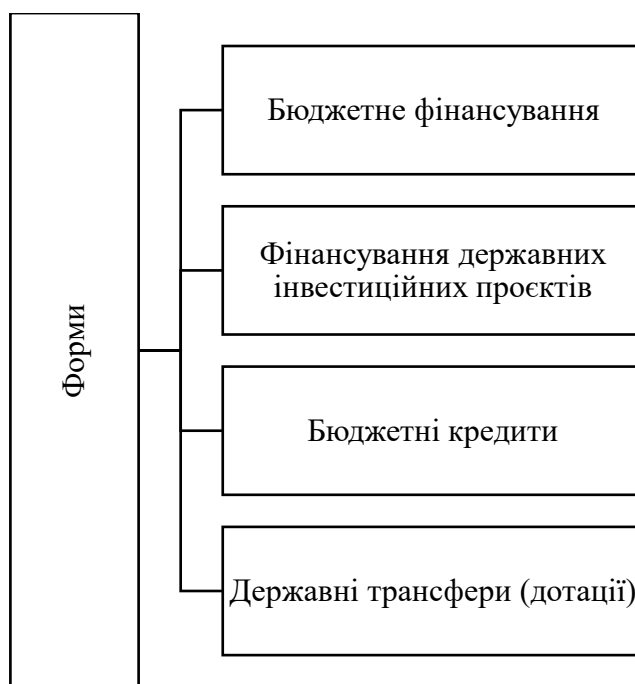 Форми
Бюджетне фінансування
Фінансування державних
інвестиційних проєктів
Бюджетні кредити
Державні трансфери (дотації)